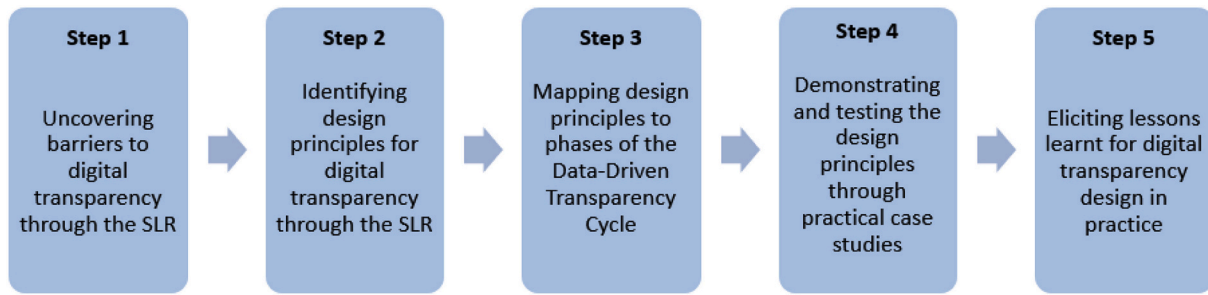 Step 1
Uncovering
barriers to
digital
transparency
through the SLR
Step 2
Identifying
design
principles for
digital
transparency
through the SLR
Step 3
Mapping design
principles to
phases of the
Data-Driven
Transparency
Cycle
Step 4
Demonstrating
and testing the
design
principles
through
practical case
studies
Step 5
Eliciting lessons
learnt for digital
transparency
design in
practice